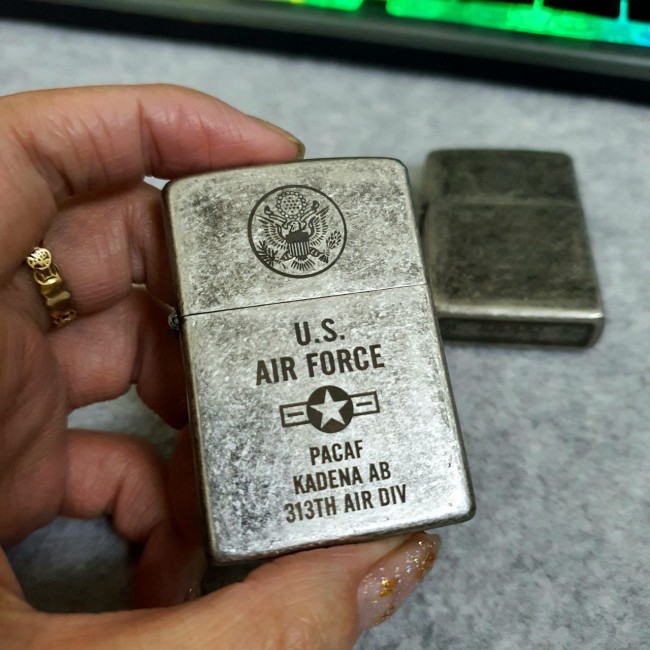 U.S.
AIR FORCE
PACAF
KADENA AB
313TH AIR DIV